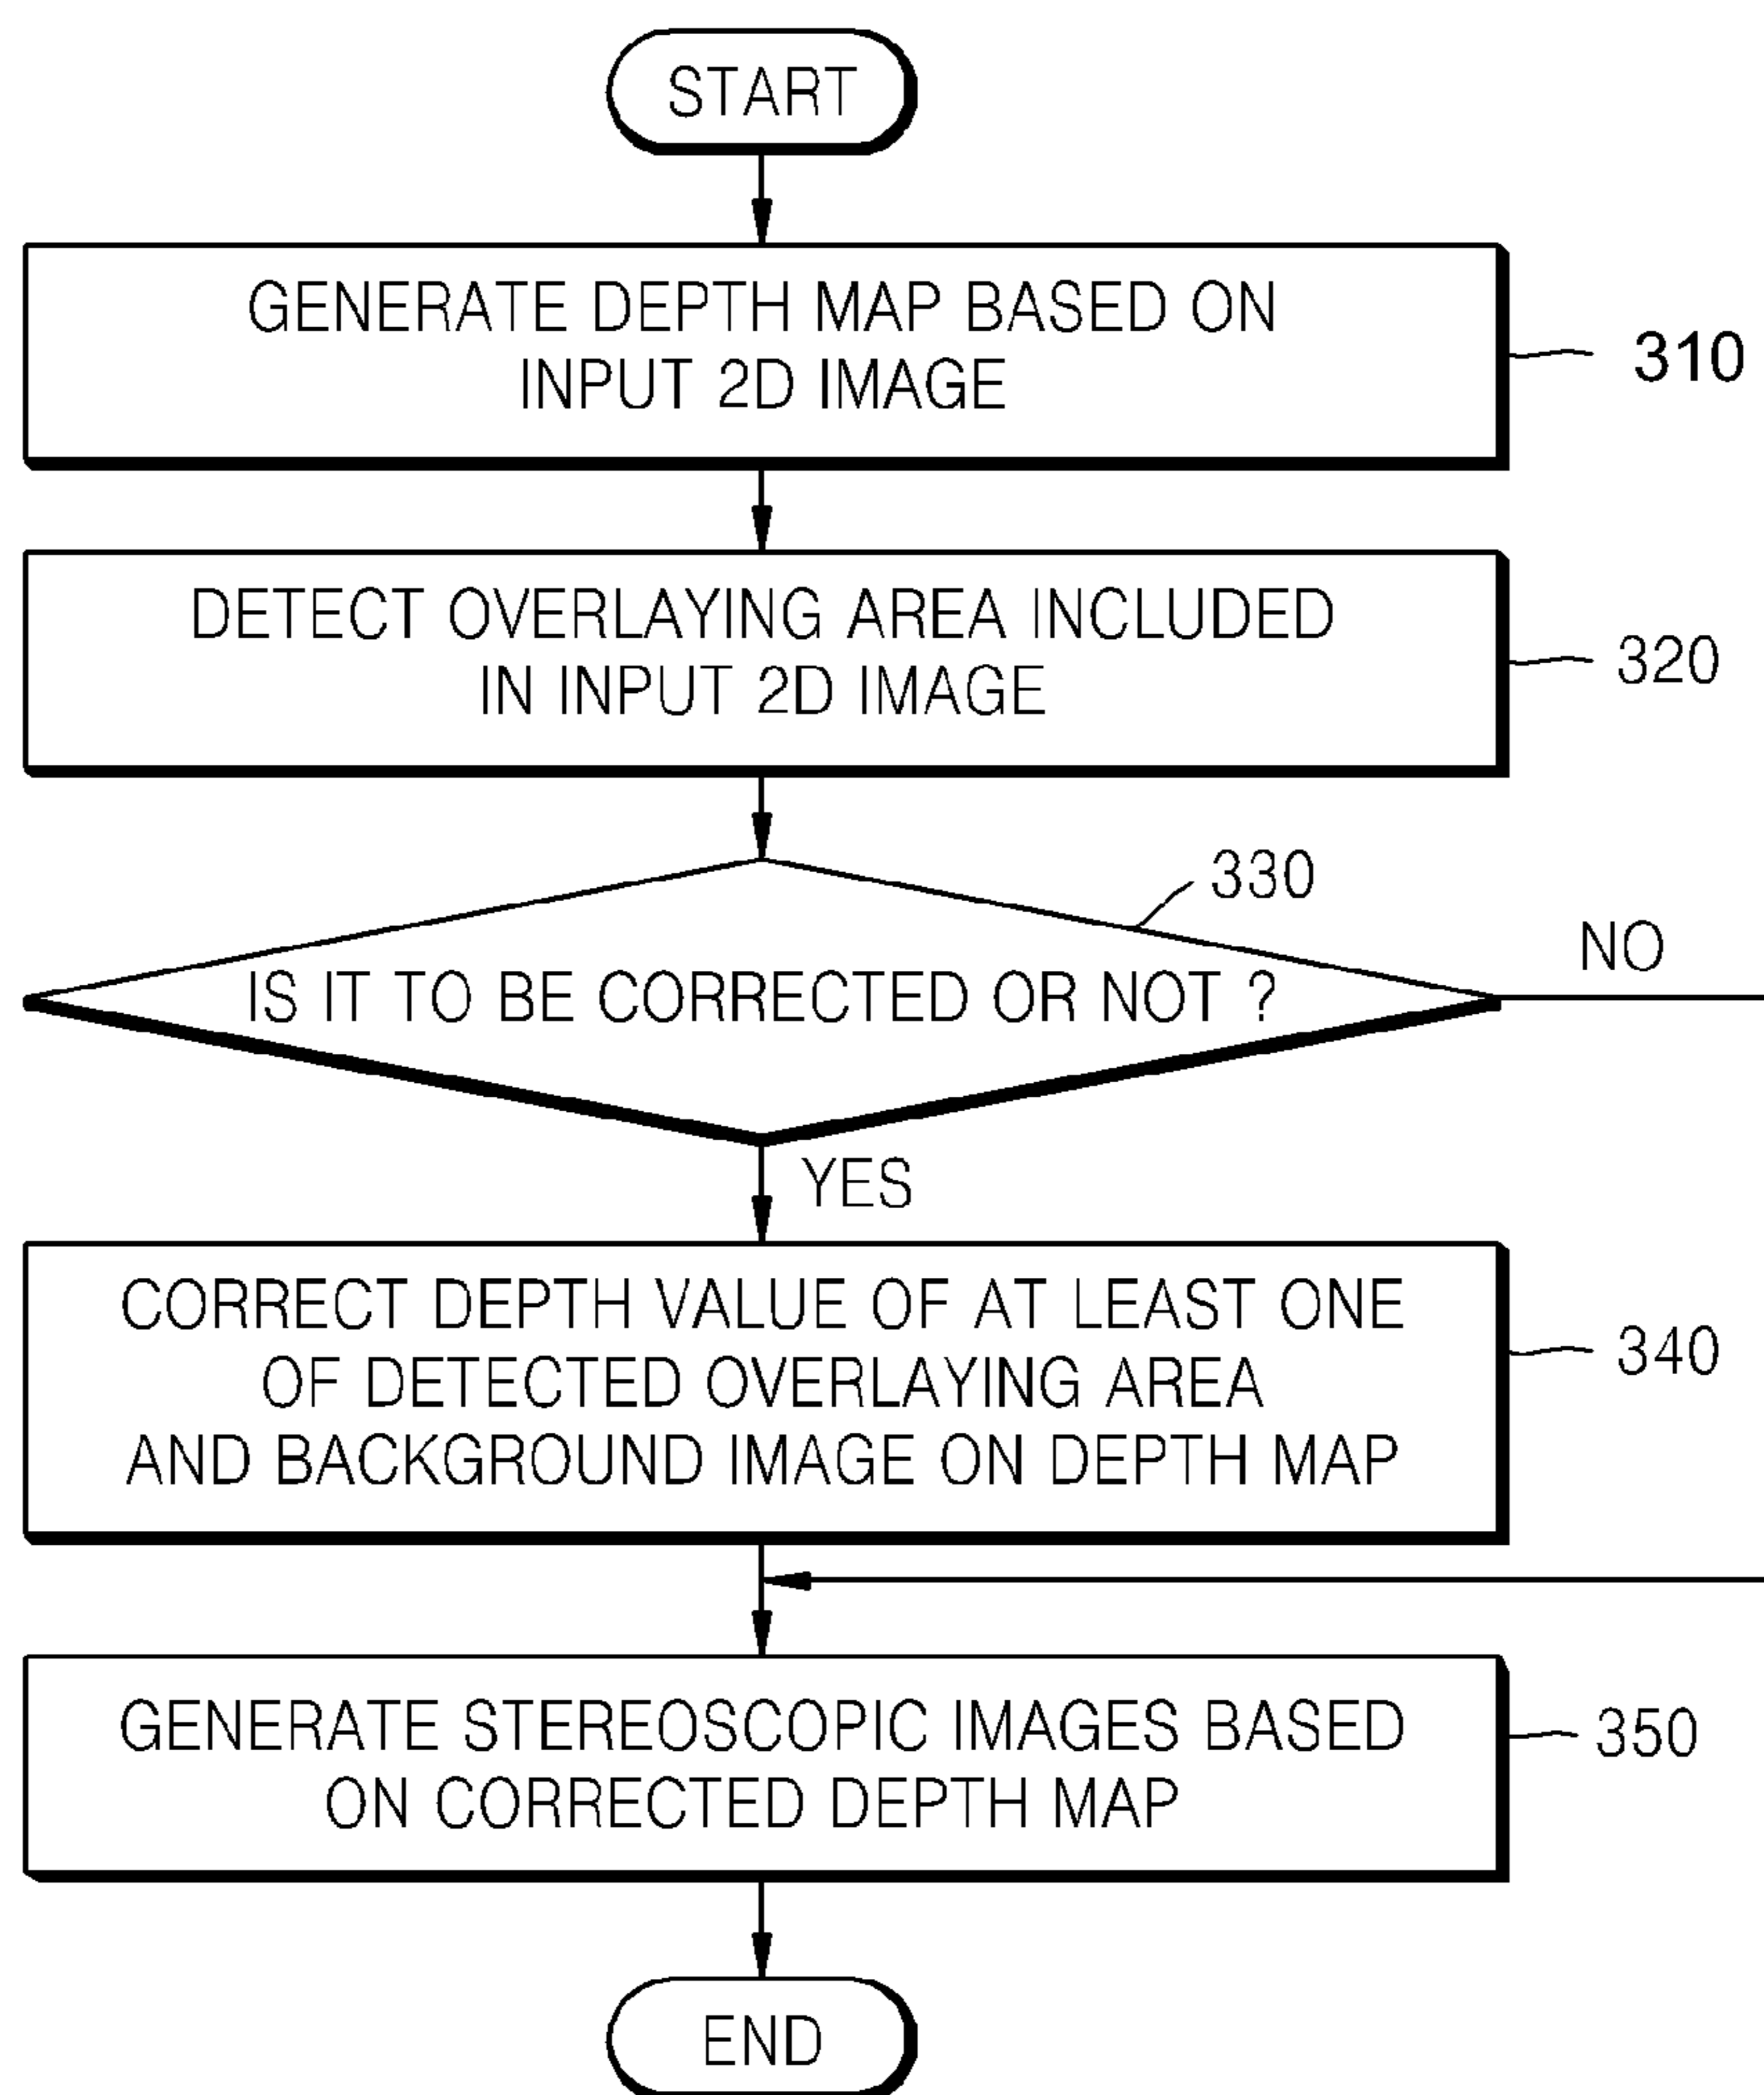 START
GENERATE DEPTH MAP BASED ON
INPUT 2D IMAGE
310
DETECT OVERLAYING AREA INCLUDED
IN INPUT 2D IMAGE
320
330
IS IT TO BE CORRECTED OR NOT ?
NO
YES
CORRECT DEPTH VALUE OF AT LEAST ONE
OF DETECTED OVERLAYING AREA
AND BACKGROUND IMAGE ON DEPTH MAP
340
GENERATE STEREOSCOPIC IMAGES BASED
ON CORRECTED DEPTH MAP
350
END